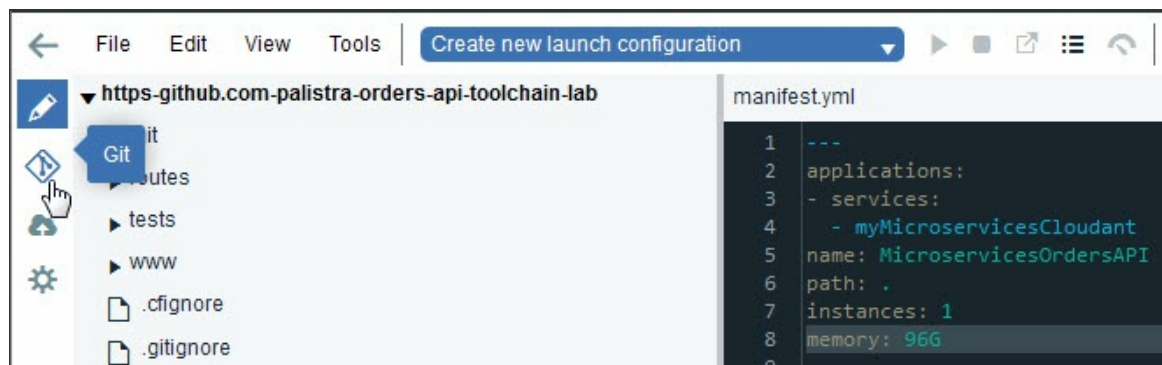 File Edit View Tools Create new launch configuration
https-github.com-palistra-orders-api-toolchain-lab
Git
tests
www
.cfignore
.gitignore
manifest.yml
1 ---
2 applications:
3 - services:
4 - myMicroservicesCloudant
5 name: MicroservicesOrdersAPI
6 path: .
7 instances: 1
8 memory: 96G